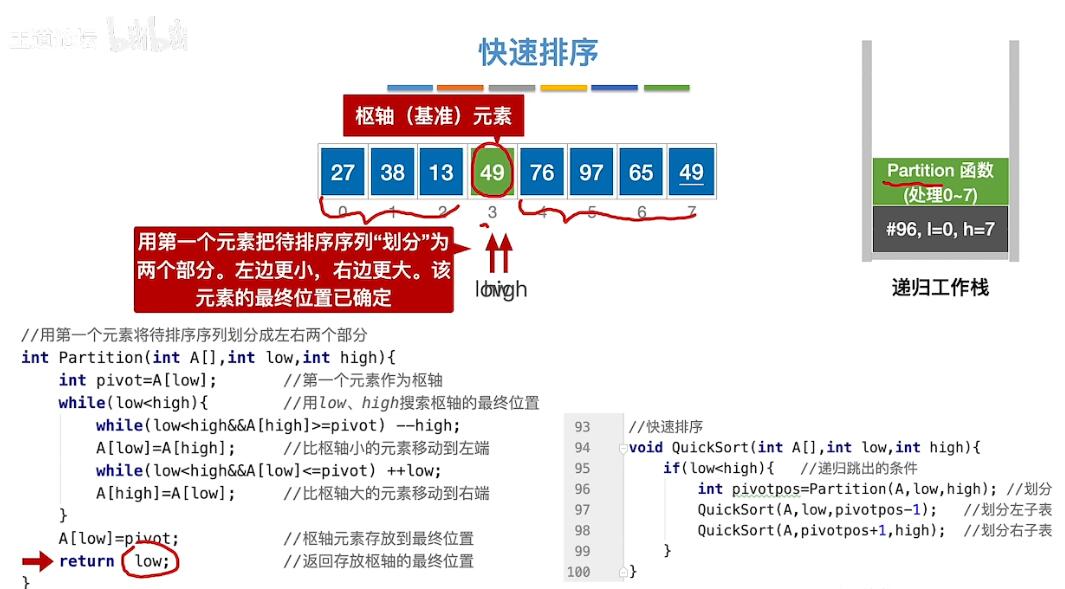 王道论坛 bilibili
快速排序
枢轴（基准）元素
27 38 13 49 76 97 65 49
0 1 2 3 4 5 6 7
用第一个元素把待排序序列“划分”为
两个部分。左边更小，右边更大。该
元素的最终位置已确定
low high
Partition 函数
(处理0~7)
#96, l=0, h=7
递归工作栈
//用第一个元素将待排序序列划分成左右两个部分
int Partition(int A[],int low,int high){
int pivot=A[low]; //第一个元素作为枢轴
while(low<high){ //用low、high搜索枢轴的最终位置
while(low<high&&A[high]>=pivot) --high;
A[low]=A[high]; //比枢轴小的元素移动到左端
while(low<high&&A[low]<=pivot) ++low;
A[high]=A[low]; //比枢轴大的元素移动到右端
}
A[low]=pivot; //枢轴元素存放到最终位置
return low; //返回存放枢轴的最终位置
}
93 //快速排序
94 void QuickSort(int A[],int low,int high){
95 if(low<high){ //递归跳出的条件
96 int pivotpos=Partition(A,low,high); //划分
97 QuickSort(A,low,pivotpos-1); //划分左子表
98 QuickSort(A,pivotpos+1,high); //划分右子表
99 }
100 }